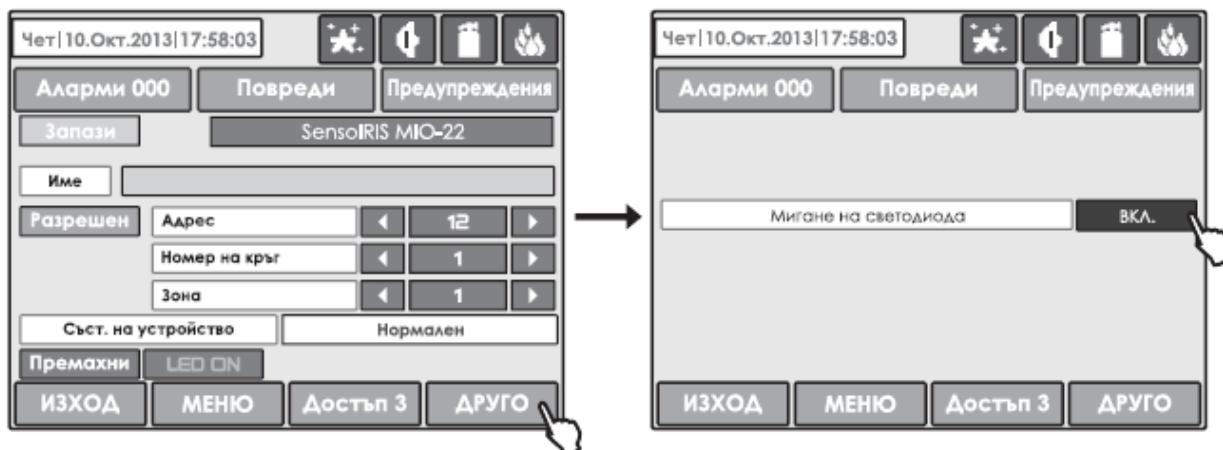 Чет|10.Окт.2013|17:58:03
Аларми 000 Повреди Предупреждения
Запази SensoIRIS MIO-22
Име
Разрешен Адрес 12
Номер на кръг 1
Зона 1
Съст. на устройство Нормален
Премахни LED ON
ИЗХОД МЕНЮ Достъп 3 ДРУГО
Чет|10.Окт.2013|17:58:03
Аларми 000 Повреди Предупреждения
Мигане на светодиода ВКЛ.
ИЗХОД МЕНЮ Достъп 3 ДРУГО